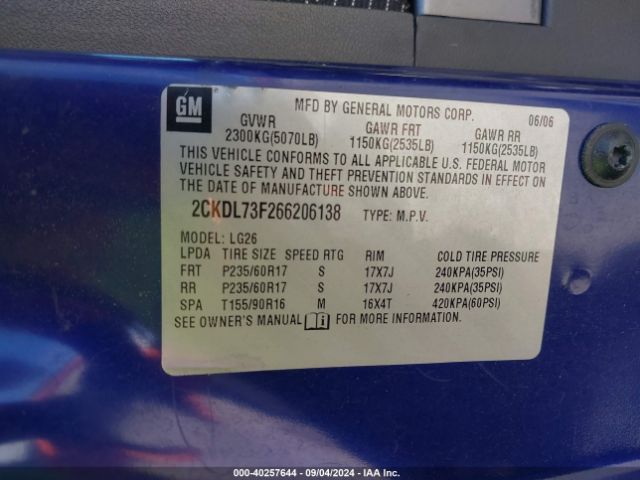 GM
MFD BY GENERAL MOTORS CORP. 06/06
GVWR GAWR FRT GAWR RR
2300KG(5070LB) 1150KG(2535LB) 1150KG(2535LB)
THIS VEHICLE CONFORMS TO ALL APPLICABLE U.S. FEDERAL MOTOR
VEHICLE SAFETY AND THEFT PREVENTION STANDARDS IN EFFECT ON
THE DATE OF MANUFACTURE SHOWN ABOVE.
2CKDL73F266206138 TYPE: M.P.V.
MODEL: LG26
LPDA TIRE SIZE SPEED RTG RIM COLD TIRE PRESSURE
FRT P235/60R17 S 17X7J 240KPA(35PSI)
RR P235/60R17 S 17X7J 240KPA(35PSI)
SPA T155/90R16 M 16X4T 420KPA(60PSI)
SEE OWNER'S MANUAL i FOR MORE INFORMATION.
000-40257644 - 09/04/2024 - IAA Inc.